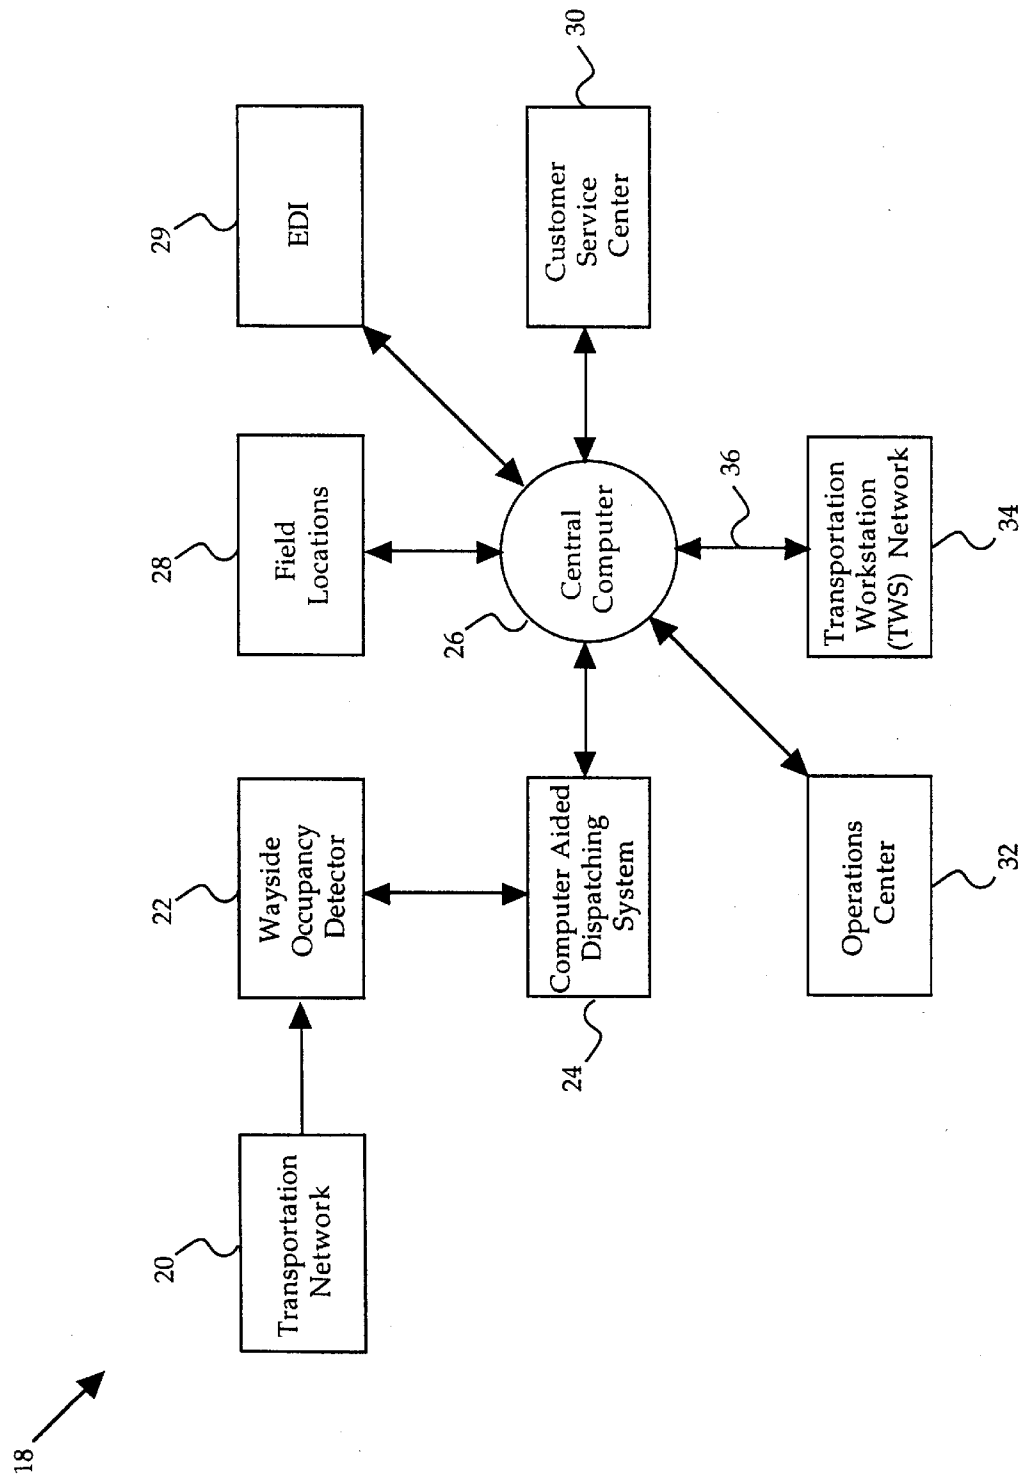 18
20
Transportation
Network
22
Wayside
Occupancy
Detector
28
Field
Locations
29
EDI
24
Computer Aided
Dispatching
System
26
Central
Computer
30
Customer
Service
Center
32
Operations
Center
34
Transportation
Workstation
(TWS) Network
36